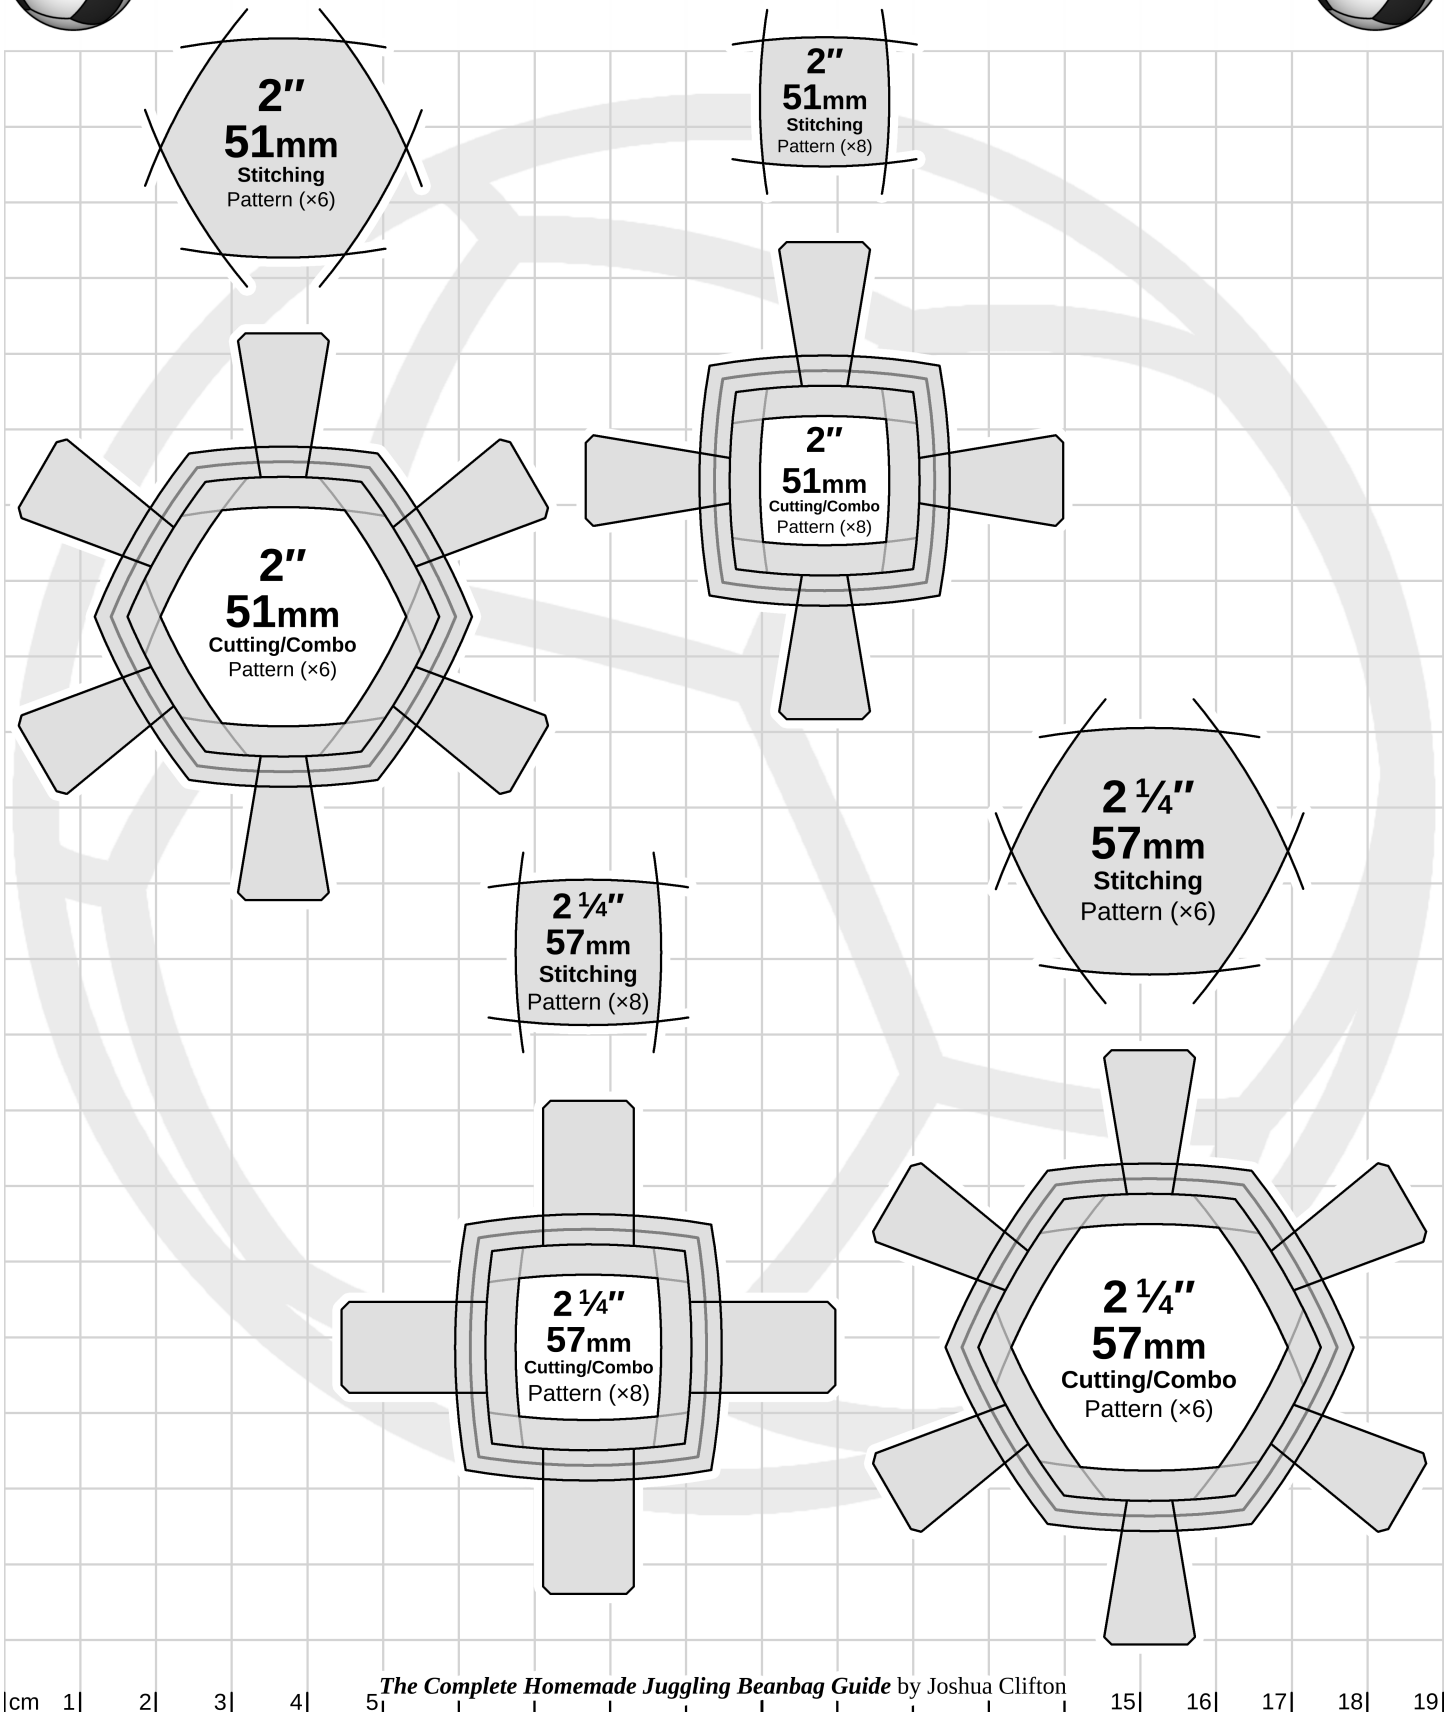 2″
51mm
Stitching
Pattern (×6)
2″
51mm
Stitching
Pattern (×8)
2″
51mm
Cutting/Combo
Pattern (×8)
2″
51mm
Cutting/Combo
Pattern (×6)
2 ¼″
57mm
Stitching
Pattern (×6)
2 ¼″
57mm
Stitching
Pattern (×8)
2 ¼″
57mm
Cutting/Combo
Pattern (×8)
2 ¼″
57mm
Cutting/Combo
Pattern (×6)
The Complete Homemade Juggling Beanbag Guide by Joshua Clifton
cm 1 2 3 4 5 15 16 17 18 19